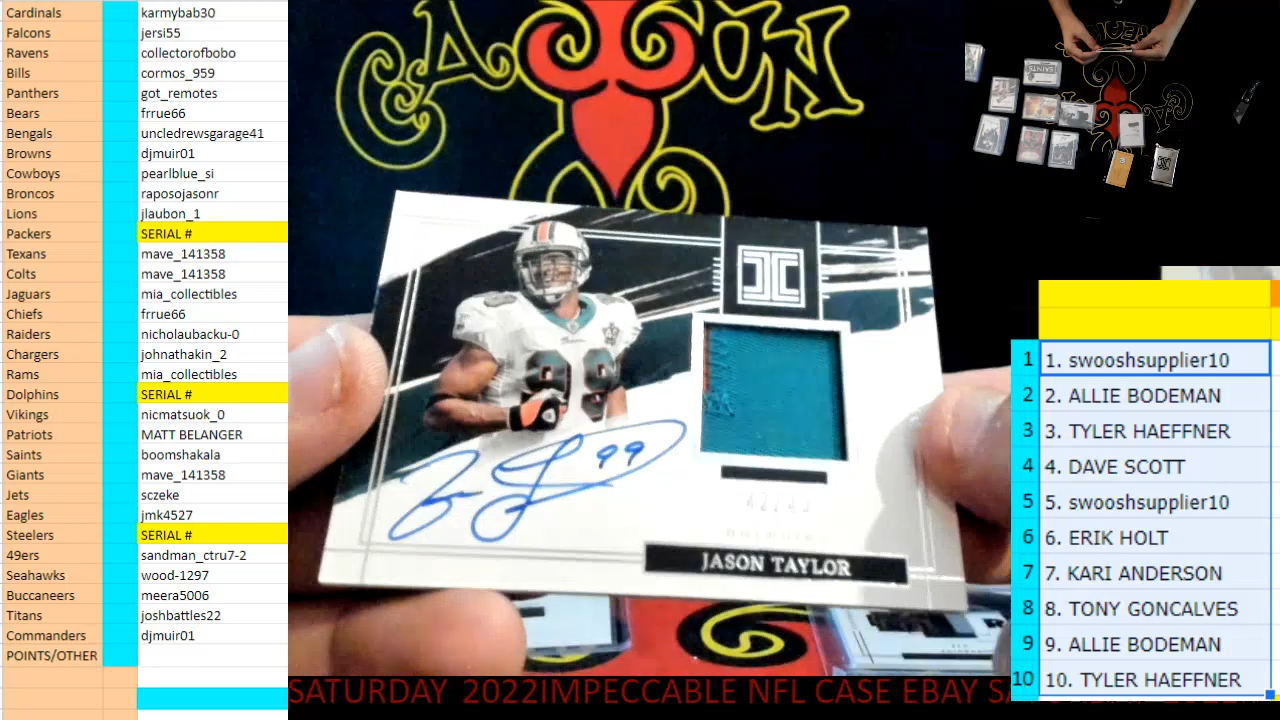 Cardinals karmybab30
Falcons jersi55
Ravens collectorofbobo
Bills cormos_959
Panthers got_remotes
Bears frrue66
Bengals uncledrewsgarage41
Browns djmuir01
Cowboys pearlblue_si
Broncos raposojasonr
Lions jlaubon_1
Packers SERIAL #
Texans mave_141358
Colts mave_141358
Jaguars mia_collectibles
Chiefs frrue66
Raiders nicholaubacku-0
Chargers johnathakin_2
Rams mia_collectibles
Dolphins SERIAL #
Vikings nicmatsuok_0
Patriots MATT BELANGER
Saints boomshakala
Giants mave_141358
Jets sczeke
Eagles jmk4527
Steelers SERIAL #
49ers sandman_ctru7-2
Seahawks wood-1297
Buccaneers meera5006
Titans joshbattles22
Commanders djmuir01
POINTS/OTHER
99
JASON TAYLOR
SAINTS
1 1. swooshsupplier10
2 2. ALLIE BODEMAN
3 3. TYLER HAEFFNER
4 4. DAVE SCOTT
5 5. swooshsupplier10
6 6. ERIK HOLT
7 7. KARI ANDERSON
8 8. TONY GONCALVES
9 9. ALLIE BODEMAN
10 10. TYLER HAEFFNER
SATURDAY 2022IMPECCABLE NFL CASE EBAY